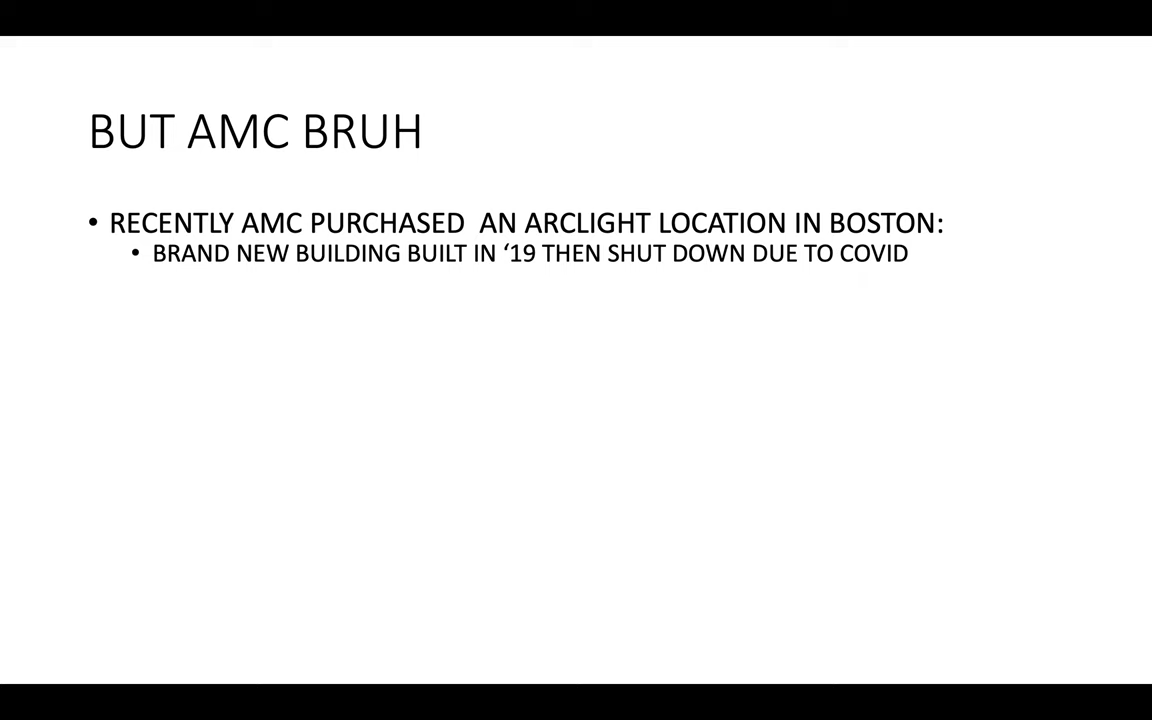 BUT AMC BRUH
• RECENTLY AMC PURCHASED  AN ARCLIGHT LOCATION IN BOSTON:
• BRAND NEW BUILDING BUILT IN ‘19 THEN SHUT DOWN DUE TO COVID